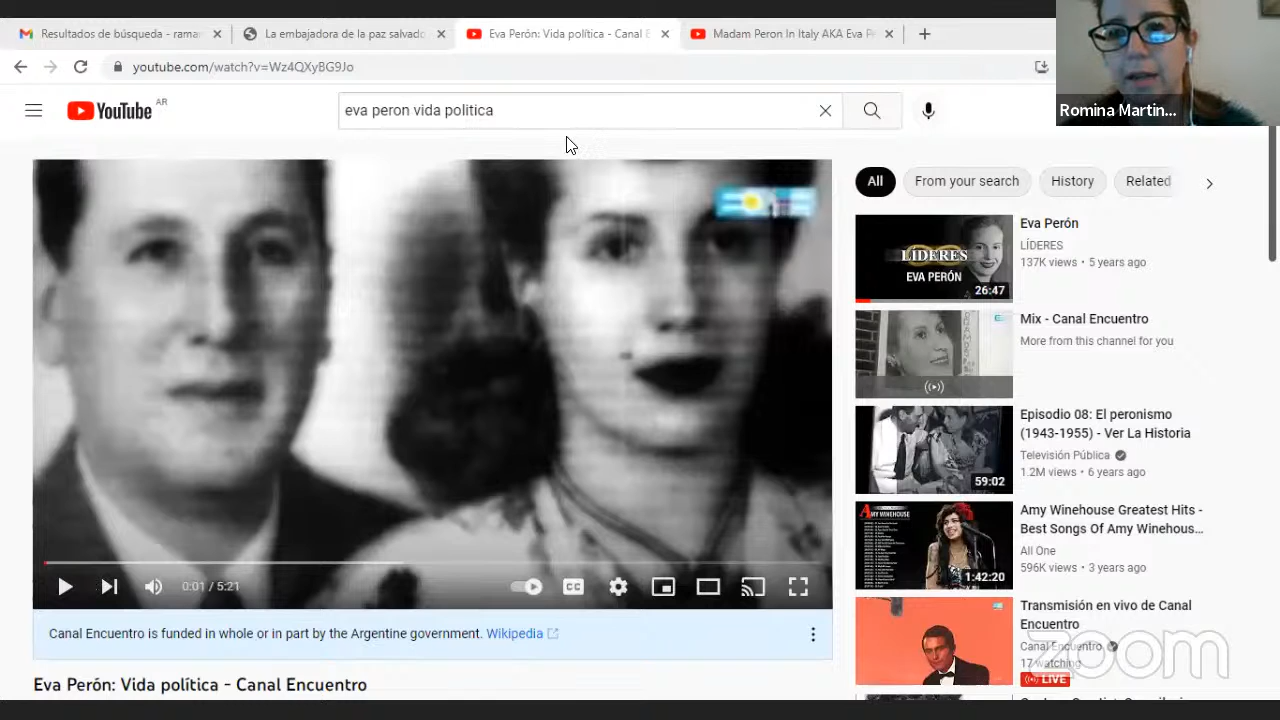 Resultados de búsqueda - ramar
La embajadora de la paz salvado
Eva Perón: Vida política - Canal E
Madam Peron In Italy AKA Eva P
youtube.com/watch?v=Wz4QXyBG9Jo
Romina Martin...
YouTube AR
eva peron vida politica
All
From your search
History
Related
Eva Perón
LÍDERES
137K views • 5 years ago
LÍDERES
EVA PERÓN
26:47
Mix - Canal Encuentro
More from this channel for you
Episodio 08: El peronismo
(1943-1955) - Ver La Historia
Televisión Pública
1.2M views • 6 years ago
59:02
Amy Winehouse Greatest Hits -
Best Songs Of Amy Winehous...
All One
596K views • 3 years ago
AMY WINEHOUSE
1:42:20
Transmisión en vivo de Canal
Encuentro
Canal Encuentro
17 watching
LIVE
zoom
0:01 / 5:21
CC
Canal Encuentro is funded in whole or in part by the Argentine government. Wikipedia
Eva Perón: Vida política - Canal Encuentro